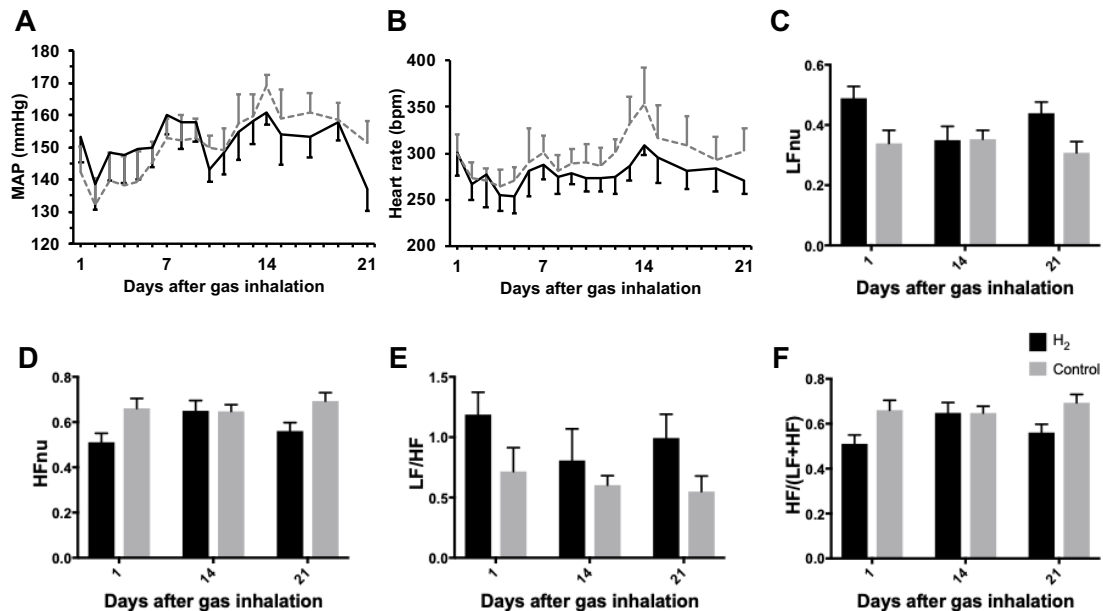 A
MAP (mmHg)
180
170
160
150
140
130
120
1
7
14
21
Days after gas inhalation
B
Heart rate (bpm)
400
350
300
250
200
1
7
14
21
Days after gas inhalation
C
LFnu
0.6
0.4
0.2
0.0
1
14
21
Days after gas inhalation
D
HFnu
0.8
0.6
0.4
0.2
0.0
1
14
21
Days after gas inhalation
E
LF/HF
1.5
1.0
0.5
0.0
1
14
21
Days after gas inhalation
F
H2
Control
HF/(LF+HF)
0.8
0.6
0.4
0.2
0.0
1
14
21
Days after gas inhalation